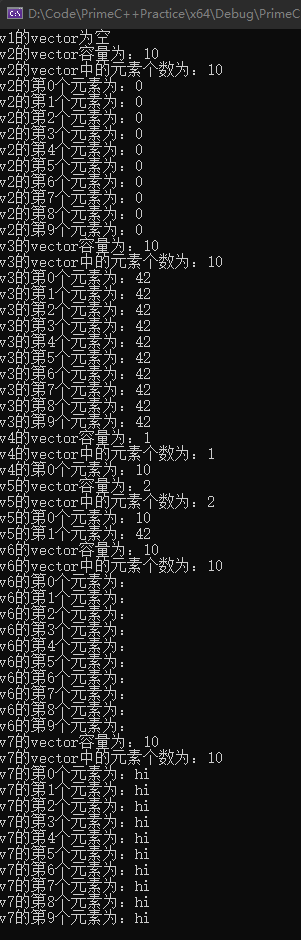 D:\Code\PrimeC++Practice\x64\Debug\PrimeC
v1的vector为空
v2的vector容量为：10
v2的vector中的元素个数为：10
v2的第0个元素为：0
v2的第1个元素为：0
v2的第2个元素为：0
v2的第3个元素为：0
v2的第4个元素为：0
v2的第5个元素为：0
v2的第6个元素为：0
v2的第7个元素为：0
v2的第8个元素为：0
v2的第9个元素为：0
v3的vector容量为：10
v3的vector中的元素个数为：10
v3的第0个元素为：42
v3的第1个元素为：42
v3的第2个元素为：42
v3的第3个元素为：42
v3的第4个元素为：42
v3的第5个元素为：42
v3的第6个元素为：42
v3的第7个元素为：42
v3的第8个元素为：42
v3的第9个元素为：42
v4的vector容量为：1
v4的vector中的元素个数为：1
v4的第0个元素为：10
v5的vector容量为：2
v5的vector中的元素个数为：2
v5的第0个元素为：10
v5的第1个元素为：42
v6的vector容量为：10
v6的vector中的元素个数为：10
v6的第0个元素为：
v6的第1个元素为：
v6的第2个元素为：
v6的第3个元素为：
v6的第4个元素为：
v6的第5个元素为：
v6的第6个元素为：
v6的第7个元素为：
v6的第8个元素为：
v6的第9个元素为：
v7的vector容量为：10
v7的vector中的元素个数为：10
v7的第0个元素为：hi
v7的第1个元素为：hi
v7的第2个元素为：hi
v7的第3个元素为：hi
v7的第4个元素为：hi
v7的第5个元素为：hi
v7的第6个元素为：hi
v7的第7个元素为：hi
v7的第8个元素为：hi
v7的第9个元素为：hi